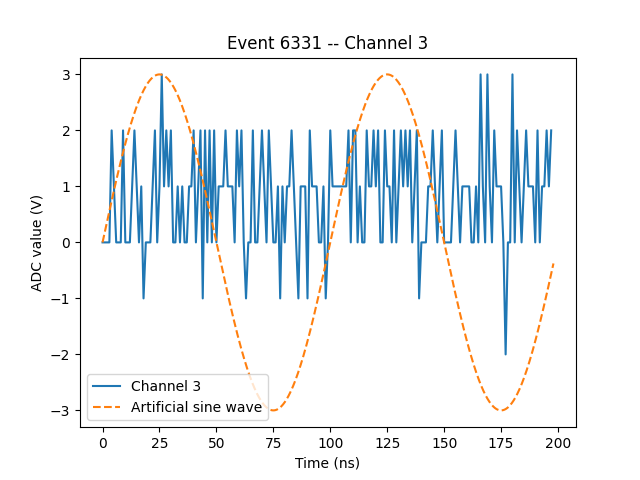 Event 6331 -- Channel 3
ADC value (V)
3
2
1
0
−1
−2
−3
Channel 3
Artificial sine wave
0 25 50 75 100 125 150 175 200
Time (ns)